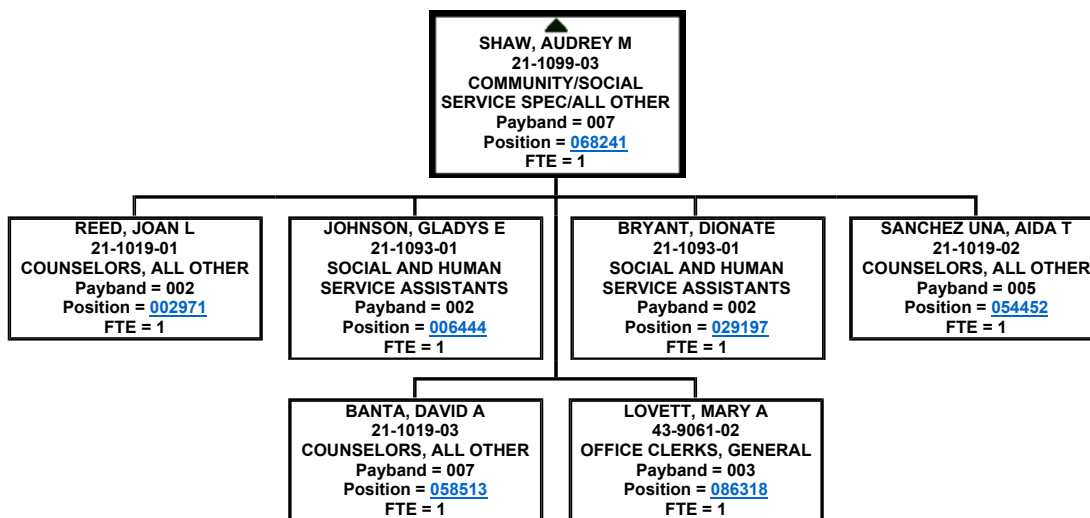 SHAW, AUDREY M
21-1099-03
COMMUNITY/SOCIAL
SERVICE SPEC/ALL OTHER
Payband = 007
Position = 068241
FTE = 1
REED, JOAN L
21-1019-01
COUNSELORS, ALL OTHER
Payband = 002
Position = 002971
FTE = 1
JOHNSON, GLADYS E
21-1093-01
SOCIAL AND HUMAN
SERVICE ASSISTANTS
Payband = 002
Position = 006444
FTE = 1
BRYANT, DIONATE
21-1093-01
SOCIAL AND HUMAN
SERVICE ASSISTANTS
Payband = 002
Position = 029197
FTE = 1
SANCHEZ UNA, AIDA T
21-1019-02
COUNSELORS, ALL OTHER
Payband = 005
Position = 054452
FTE = 1
BANTA, DAVID A
21-1019-03
COUNSELORS, ALL OTHER
Payband = 007
Position = 058513
FTE = 1
LOVETT, MARY A
43-9061-02
OFFICE CLERKS, GENERAL
Payband = 003
Position = 086318
FTE = 1